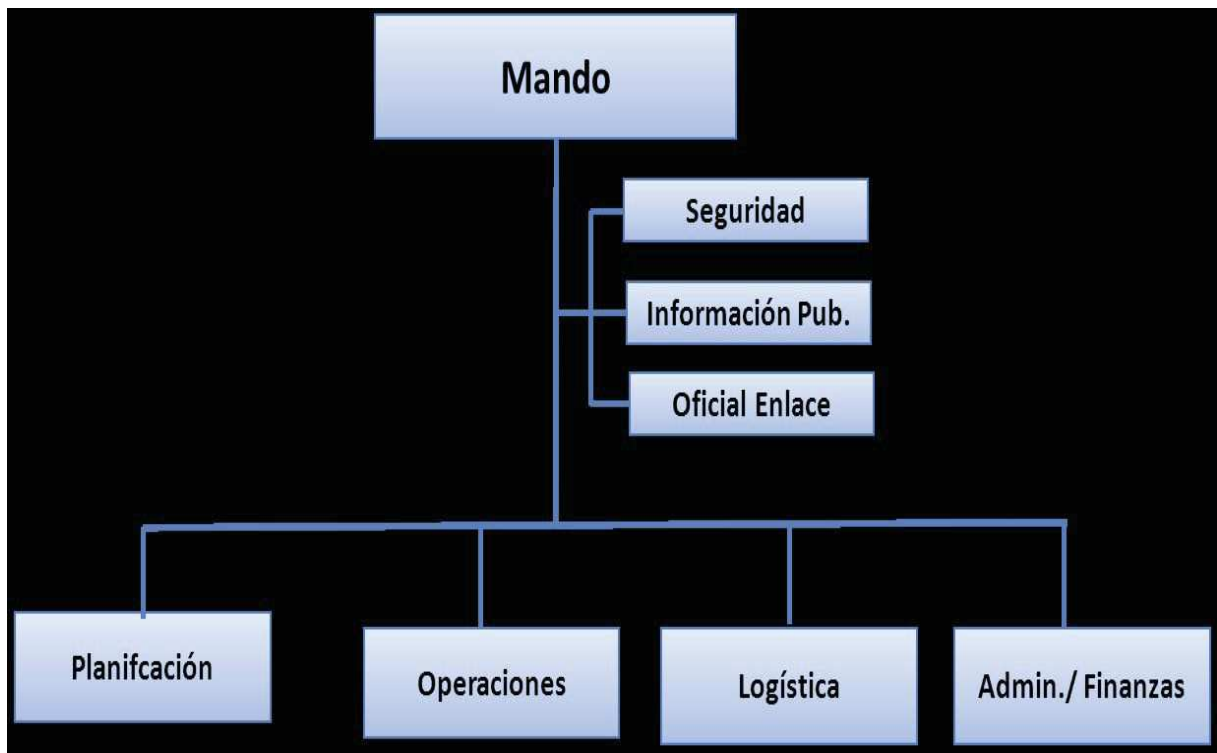 Mando
Seguridad
Información Pub.
Oficial Enlace
Planifcación
Operaciones
Logística
Admin./ Finanzas